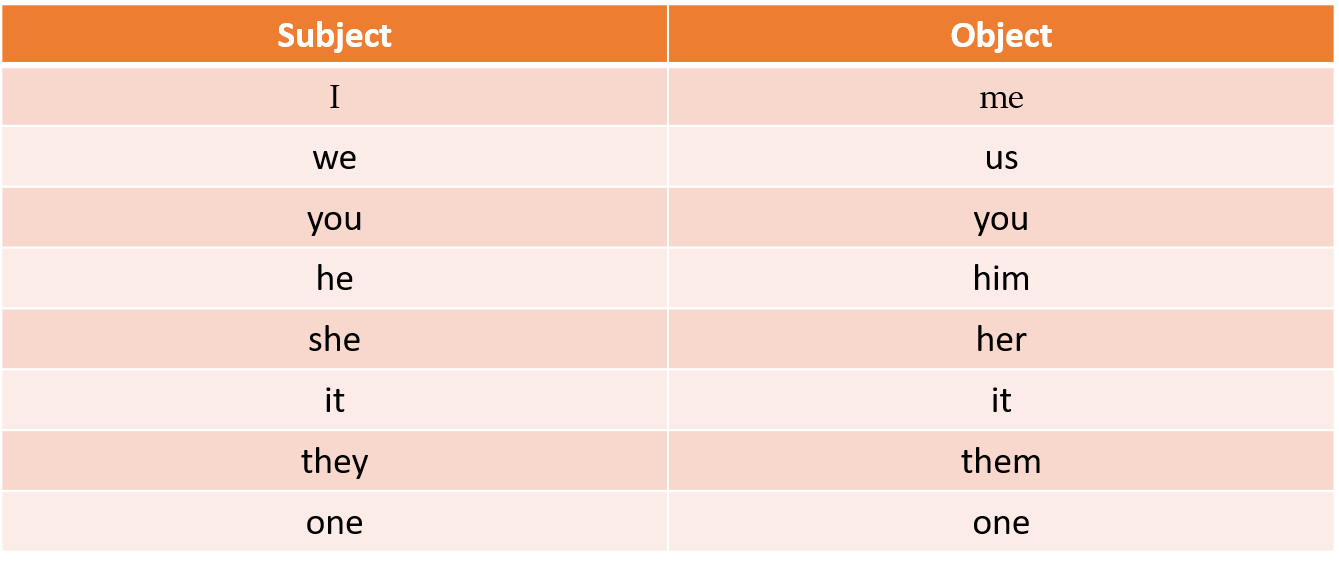 Subject Object
I me
we us
you you
he him
she her
it it
they them
one one